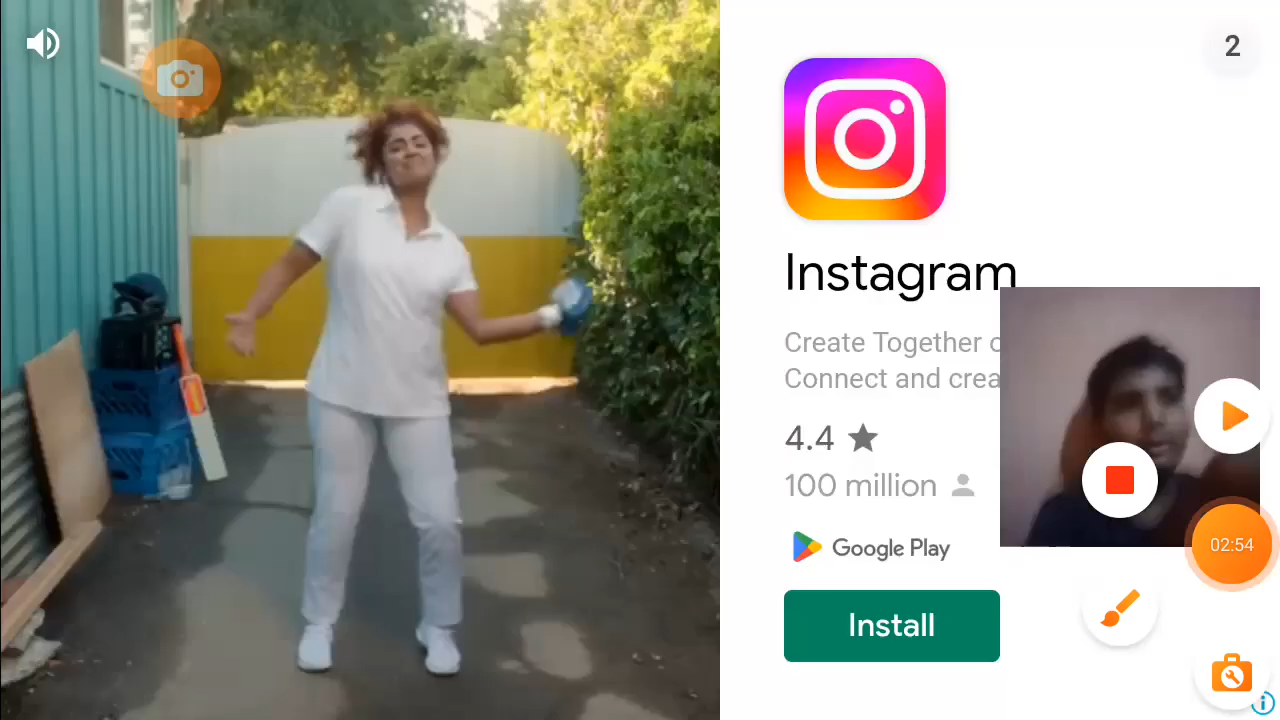 2
Instagram
Create Together o
Connect and crea
4.4
100 million
Google Play
02:54
Install